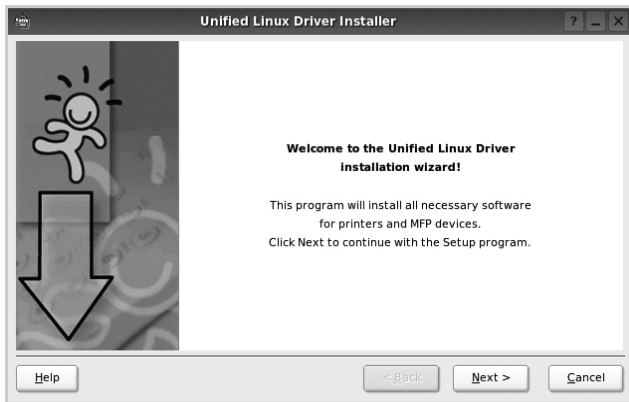 Unified Linux Driver Installer
Welcome to the Unified Linux Driver
installation wizard!
This program will install all necessary software
for printers and MFP devices.
Click Next to continue with the Setup program.
Help
< Back
Next >
Cancel